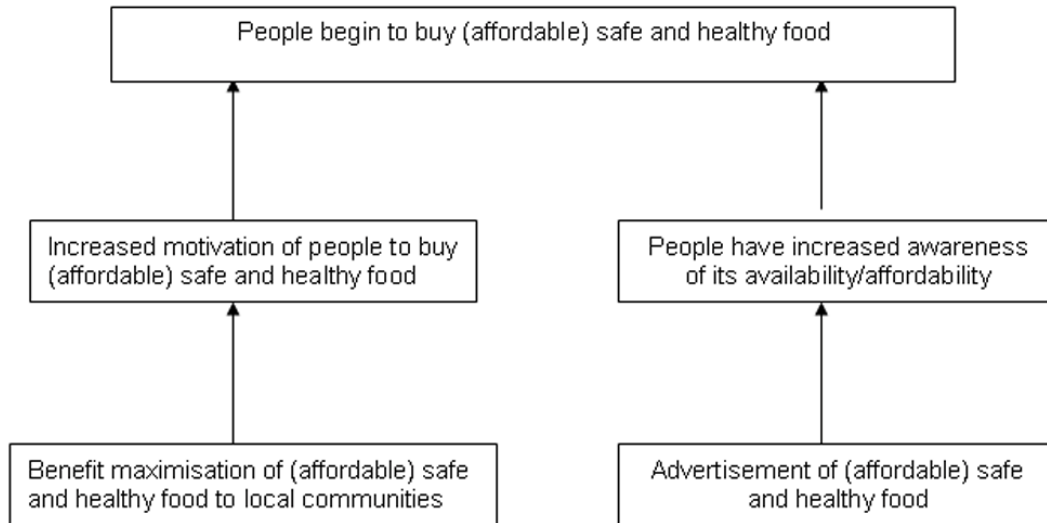 People begin to buy (affordable) safe and healthy food
Increased motivation of people to buy
(affordable) safe and healthy food
People have increased awareness
of its availability/affordability
Benefit maximisation of (affordable) safe
and healthy food to local communities
Advertisement of (affordable) safe
and healthy food